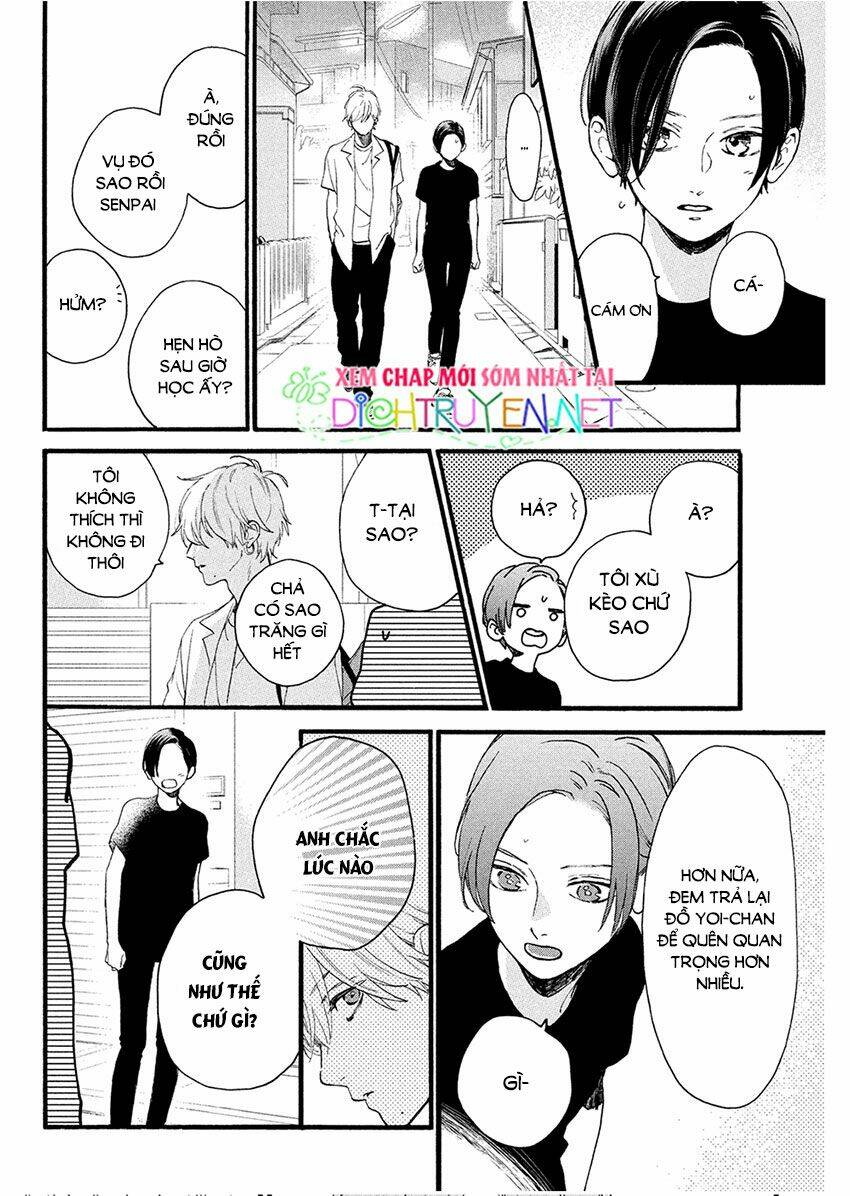 CÁ-
CÁM ƠN
...
À,
ĐÚNG
RỒI
VỤ ĐÓ
SAO RỒI
SENPAI
HỬM?
HẸN HÒ
SAU GIỜ
HỌC ẤY?
XEM CHAP MỚI SỚM NHẤT TẠI
DICHTRUYEN.NET
À?
HẢ?
TÔI XÙ
KÈO CHỨ
SAO
T-TẠI
SAO?
TÔI
KHÔNG
THÍCH THÌ
KHÔNG ĐI
THÔI
CHẢ
CÓ SAO
TRĂNG GÌ
HẾT
HƠN NỮA,
ĐEM TRẢ LẠI
ĐỒ YOI-CHAN
ĐỂ QUÊN QUAN
TRỌNG HƠN
NHIỀU.
GÌ-
ANH CHẮC
LÚC NÀO
CŨNG
NHƯ THẾ
CHỨ GÌ?